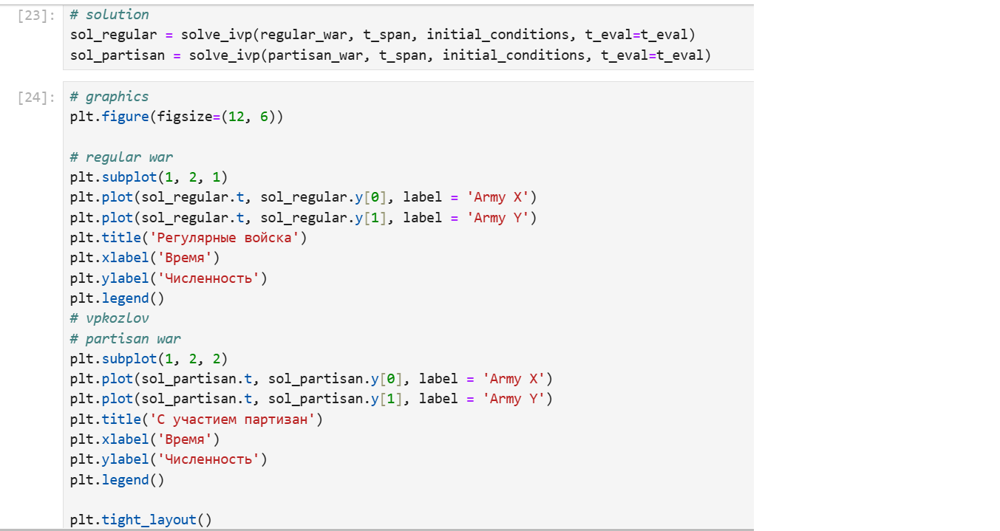 [23]: # solution
sol_regular = solve_ivp(regular_war, t_span, initial_conditions, t_eval=t_eval)
sol_partisan = solve_ivp(partisan_war, t_span, initial_conditions, t_eval=t_eval)
[24]: # graphics
plt.figure(figsize=(12, 6))
# regular war
plt.subplot(1, 2, 1)
plt.plot(sol_regular.t, sol_regular.y[0], label = 'Army X')
plt.plot(sol_regular.t, sol_regular.y[1], label = 'Army Y')
plt.title('Регулярные войска')
plt.xlabel('Время')
plt.ylabel('Численность')
plt.legend()
# vpkozlov
# partisan war
plt.subplot(1, 2, 2)
plt.plot(sol_partisan.t, sol_partisan.y[0], label = 'Army X')
plt.plot(sol_partisan.t, sol_partisan.y[1], label = 'Army Y')
plt.title('С участием партизан')
plt.xlabel('Время')
plt.ylabel('Численность')
plt.legend()
plt.tight_layout()